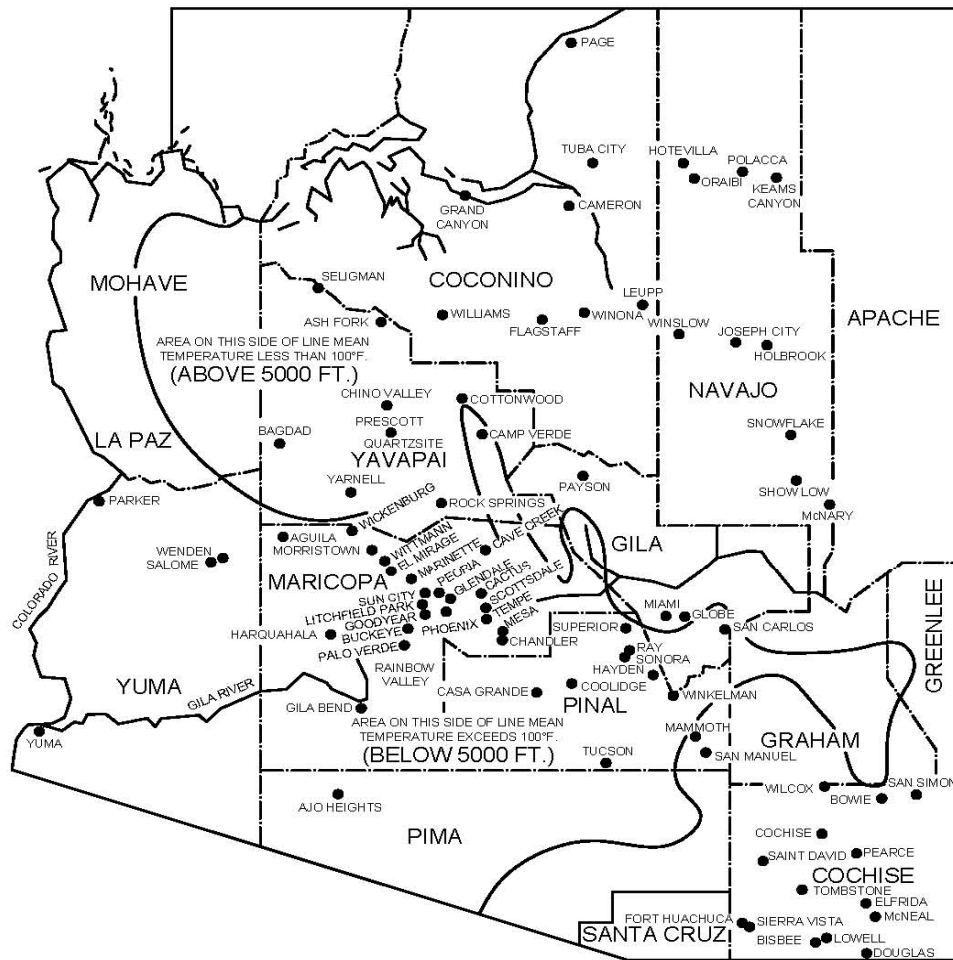 PAGE
TUBA CITY
HOTEVILLA
POLACCA
ORAIBI
KEAMS
CANYON
GRAND
CANYON
CAMERON
MOHAVE
SELIGMAN
COCONINO
LEUPP
APACHE
ASH FORK
WILLIAMS
FLAGSTAFF
WINONA
WINSLOW
JOSEPH CITY
HOLBROOK
AREA ON THIS SIDE OF LINE MEAN
TEMPERATURE LESS THAN 100°F.
(ABOVE 5000 FT.)
NAVAJO
CHINO VALLEY
COTTONWOOD
LA PAZ
BAGDAD
PRESCOTT
QUARTZSITE
CAMP VERDE
SNOWFLAKE
YAVAPAI
YARNELL
PAYSON
SHOW LOW
PARKER
ROCK SPRINGS
McNARY
WICKENBURG
AGUILA
MORRISTOWN
WITTMANN
EL MIRAGE
MARINETTE
PEORIA
CAVE CREEK
GILA
WENDEN
SALOME
MARICOPA
GLENDALE
CACTUS
SCOTTSDALE
TEMPE
MESA
COLORADO RIVER
SUN CITY
LITCHFIELD PARK
GOODYEAR
BUCKEYE
PHOENIX
MIAMI
GLOBE
HARQUAHALA
PALO VERDE
CHANDLER
SUPERIOR
SAN CARLOS
GREENLEE
RAINBOW
VALLEY
RAY
SONORA
HAYDEN
YUMA
GILA RIVER
CASA GRANDE
COOLIDGE
WINKELMAN
GILA BEND
PINAL
AREA ON THIS SIDE OF LINE MEAN
TEMPERATURE EXCEEDS 100°F.
(BELOW 5000 FT.)
MAMMOTH
GRAHAM
YUMA
TUCSON
SAN MANUEL
WILCOX
BOWIE
SAN SIMON
AJO HEIGHTS
PIMA
COCHISE
SAINT DAVID
PEARCE
COCHISE
TOMBSTONE
ELFRIDA
McNEAL
FORT HUACHUCA
SIERRA VISTA
SANTA CRUZ
BISBEE
LOWELL
DOUGLAS